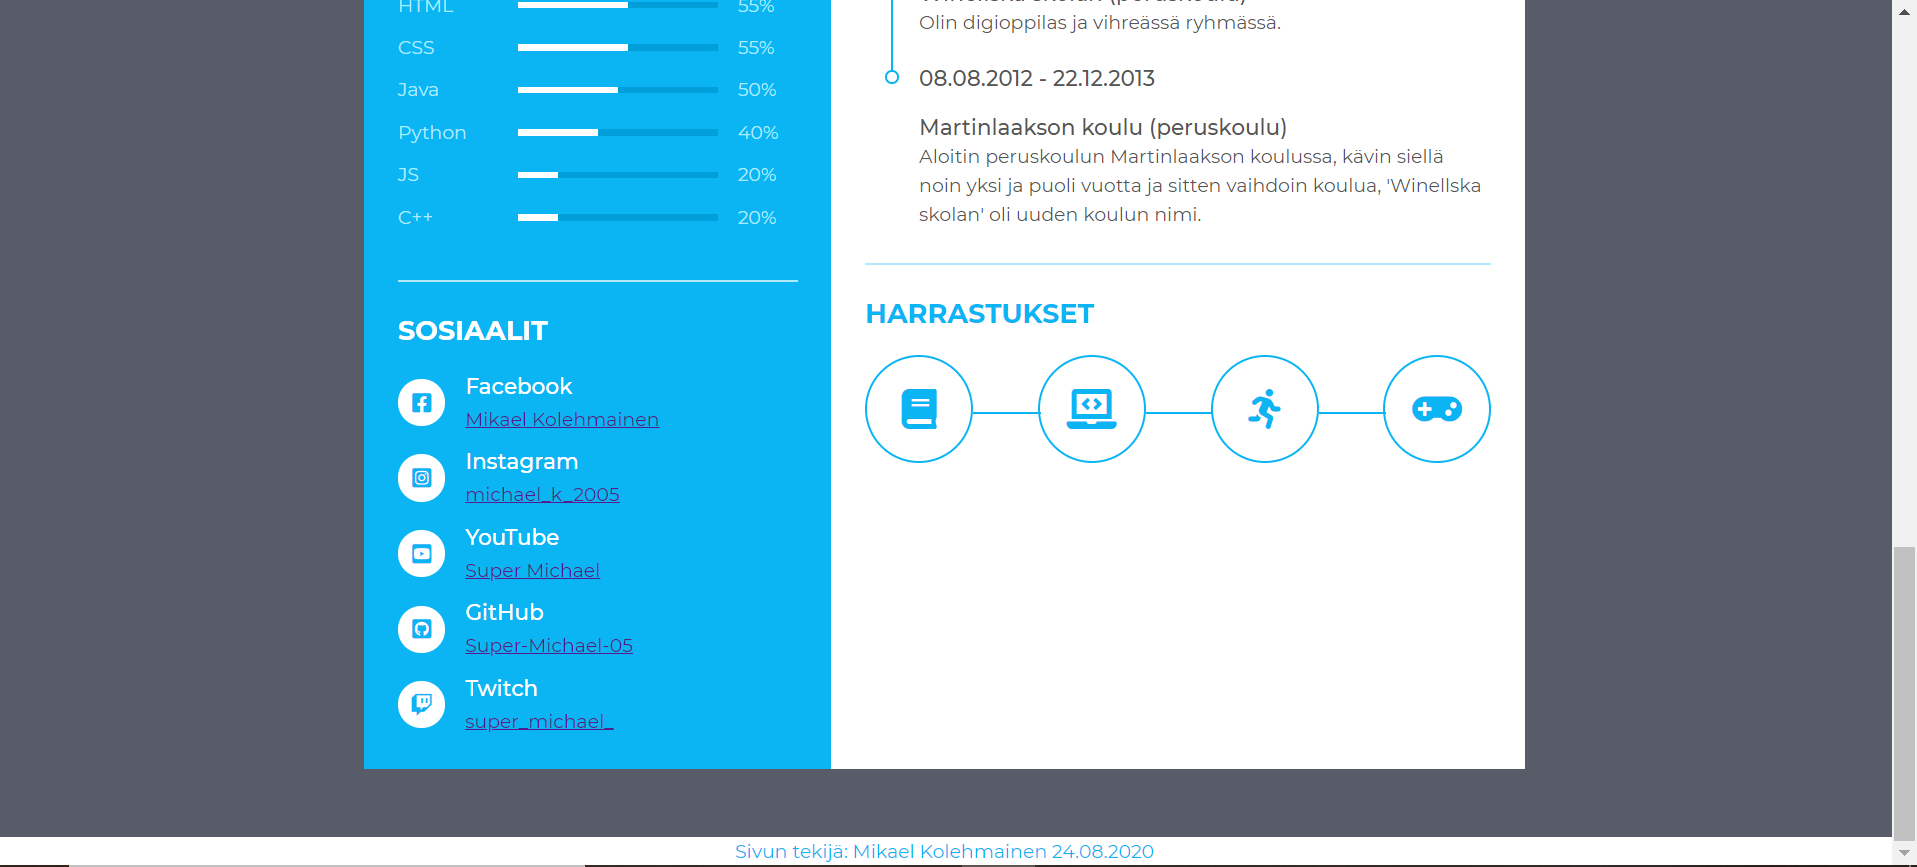 HTML 55%
CSS 55%
Java 50%
Python 40%
JS 20%
C++ 20%
SOSIAALIT
Facebook
Mikael Kolehmainen
Instagram
michael_k_2005
YouTube
Super Michael
GitHub
Super-Michael-05
Twitch
super_michael_
Olin digioppilas ja vihreässä ryhmässä.
08.08.2012 - 22.12.2013
Martinlaakson koulu (peruskoulu)
Aloitin peruskoulun Martinlaakson koulussa, kävin siellä
noin yksi ja puoli vuotta ja sitten vaihdoin koulua, 'Winellska
skolan' oli uuden koulun nimi.
HARRASTUKSET
Sivun tekijä: Mikael Kolehmainen 24.08.2020